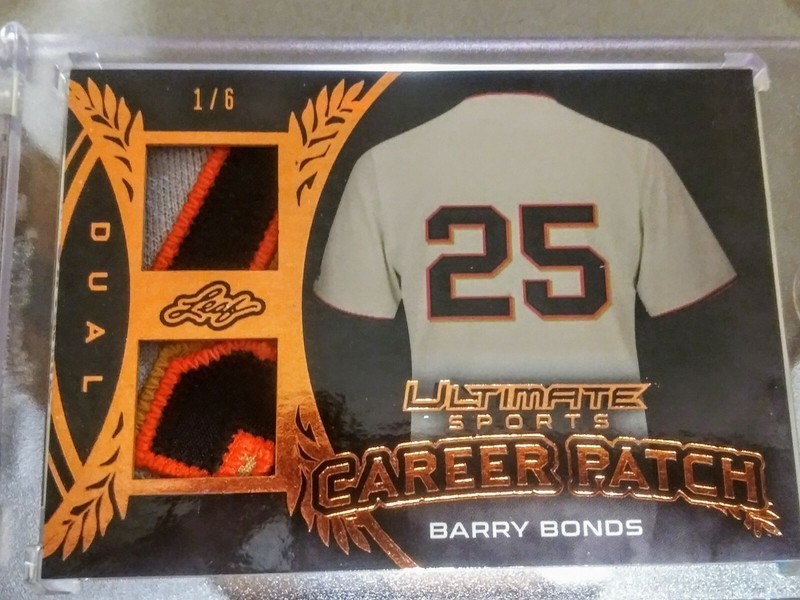 1/6
DUAL
Leaf
25
ULTIMATE
SPORTS
CAREER PATCH
BARRY BONDS